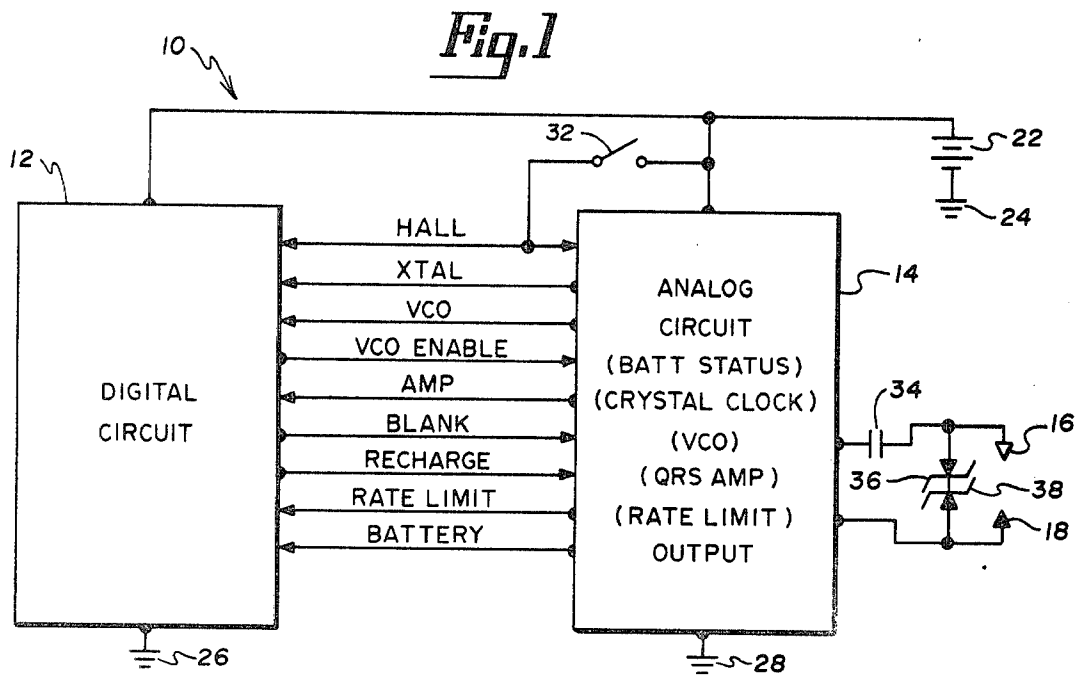 Fig.1
10
32
22
12
24
HALL
14
XTAL
ANALOG
CIRCUIT
(BATT STATUS)
(CRYSTAL CLOCK)
(VCO)
(QRS AMP)
(RATE LIMIT)
OUTPUT
VCO
VCO ENABLE
DIGITAL
CIRCUIT
AMP
BLANK
RECHARGE
RATE LIMIT
BATTERY
34
16
36
38
18
26
28